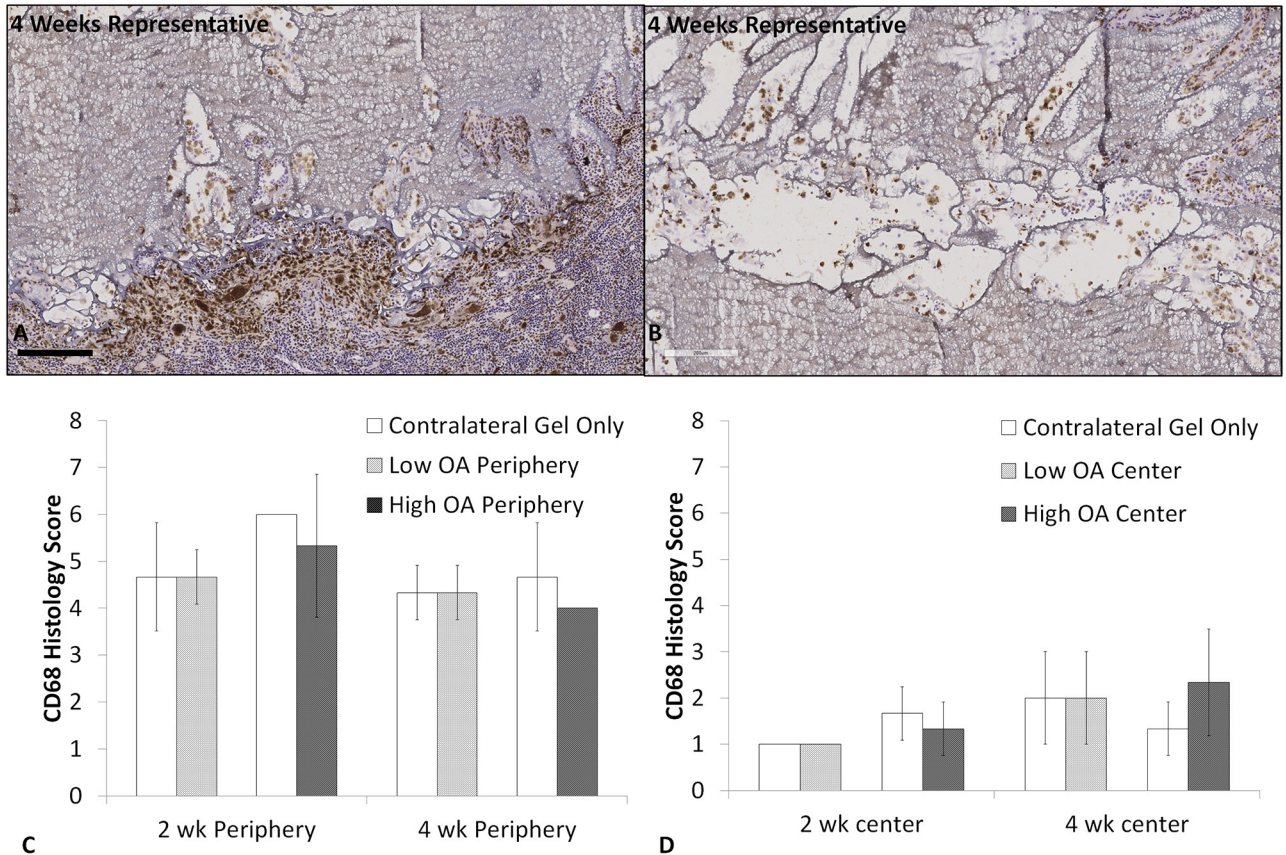 4 Weeks Representative
A
4 Weeks Representative
B
200um
CD68 Histology Score
8
7
6
5
4
3
2
1
0
Contralateral Gel Only
Low OA Periphery
High OA Periphery
2 wk Periphery
4 wk Periphery
C
CD68 Histology Score
8
7
6
5
4
3
2
1
0
Contralateral Gel Only
Low OA Center
High OA Center
2 wk center
4 wk center
D